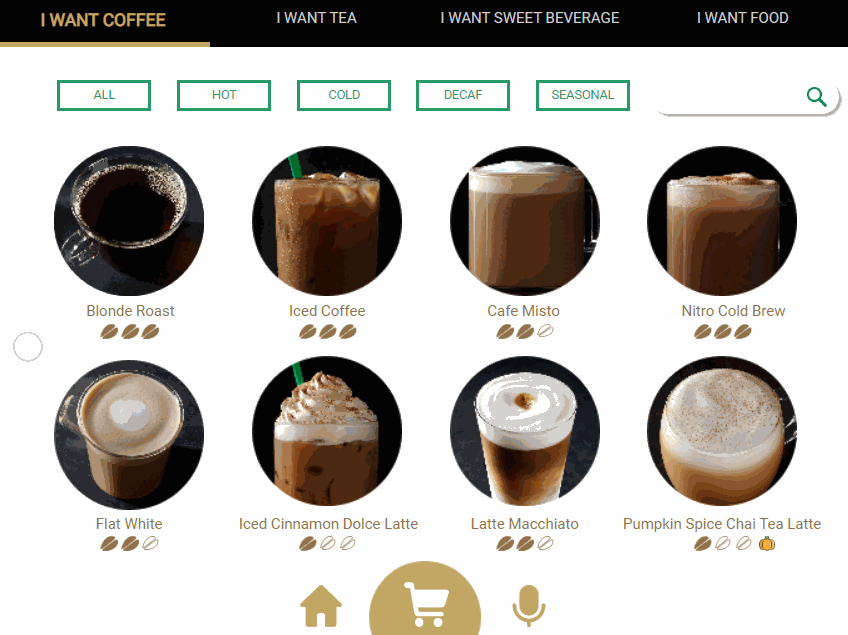 I WANT COFFEE
I WANT TEA
I WANT SWEET BEVERAGE
I WANT FOOD
ALL
HOT
COLD
DECAF
SEASONAL
Blonde Roast
Iced Coffee
Cafe Misto
Nitro Cold Brew
Flat White
Iced Cinnamon Dolce Latte
Latte Macchiato
Pumpkin Spice Chai Tea Latte